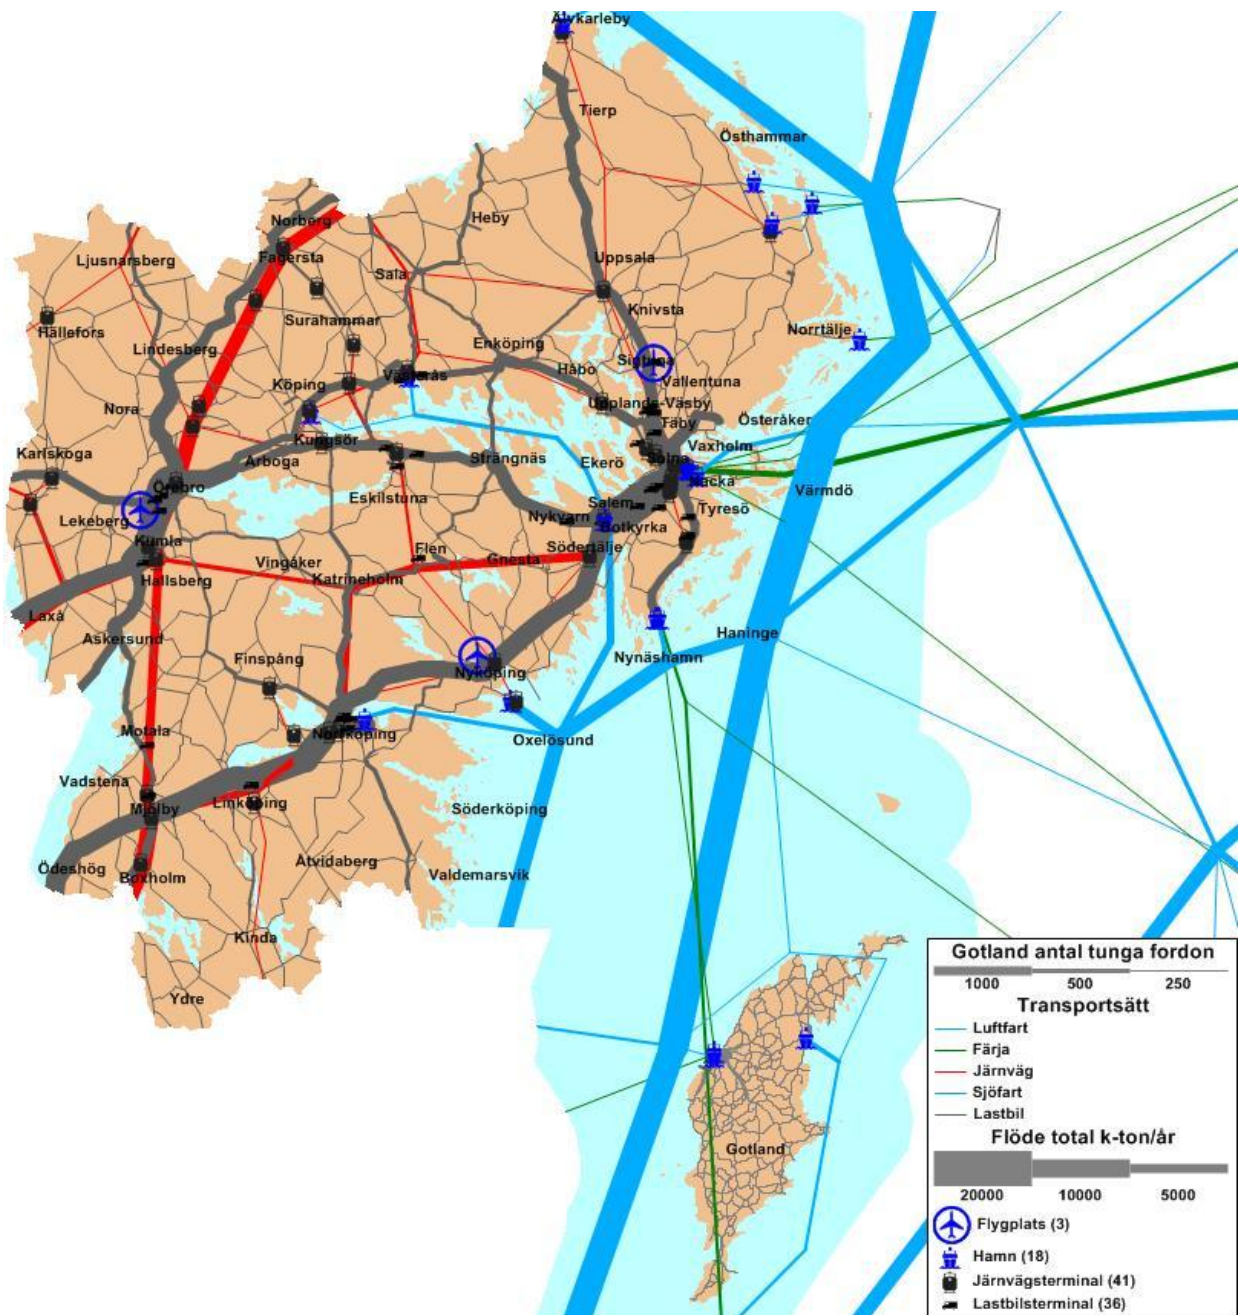 Älvkarleby
Tierp
Östhammar
Norberg
Heby
Ljusnarsberg
Fagersta
Sala
Uppsala
Knivsta
Hällefors
Surahammar
Norrtälje
Lindesberg
Enköping
Sigtuna
Håbo
Västerås
Vallentuna
Köping
Upplands-Väsby
Nora
Täby
Österåker
Kungsör
Vaxholm
Karlskoga
Arboga
Strängnäs
Ekerö
Solna
Örebro
Nacka
Värmdö
Eskilstuna
Salem
Tyresö
Lekeberg
Nykvarn
Botkyrka
Kumla
Flen
Södertälje
Vingåker
Gnesta
Hallsberg
Katrineholm
Laxå
Askersund
Haninge
Finspång
Nynäshamn
Nyköping
Motala
Norrköping
Oxelösund
Vadstena
Linköping
Mjölby
Söderköping
Ödeshög
Åtvidaberg
Boxholm
Valdemarsvik
Kinda
Ydre
Gotland
Gotland antal tunga fordon
1000 500 250
Transportsätt
Luftfart
Färja
Järnväg
Sjöfart
Lastbil
Flöde total k-ton/år
20000 10000 5000
Flygplats (3)
Hamn (18)
Järnvägsterminal (41)
Lastbilsterminal (36)